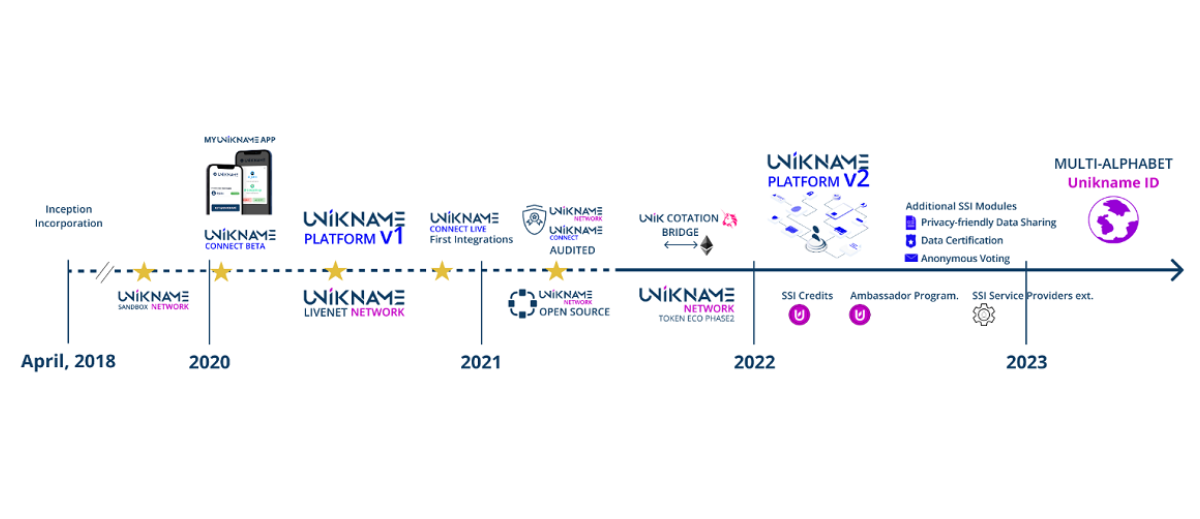 MY UNIKNAME APP
UNIKNAME
CONNECT BETA
Inception
Incorporation
UNIKNAME
PLATFORM V1
UNIKNAME
CONNECT LIVE
First Integrations
UNIKNAME
NETWORK
UNIKNAME
CONNECT
AUDITED
UNIK COTATION
BRIDGE
UNIKNAME
PLATFORM V2
Additional SSI Modules
Privacy-friendly Data Sharing
Data Certification
Anonymous Voting
MULTI-ALPHABET
Unikname ID
UNIKNAME
SANDBOX NETWORK
UNIKNAME
LIVENET NETWORK
UNIKNAME
NETWORK
OPEN SOURCE
UNIKNAME
NETWORK
TOKEN ECO PHASE2
SSI Credits
Ambassador Program.
SSI Service Providers ext.
April, 2018
2020
2021
2022
2023